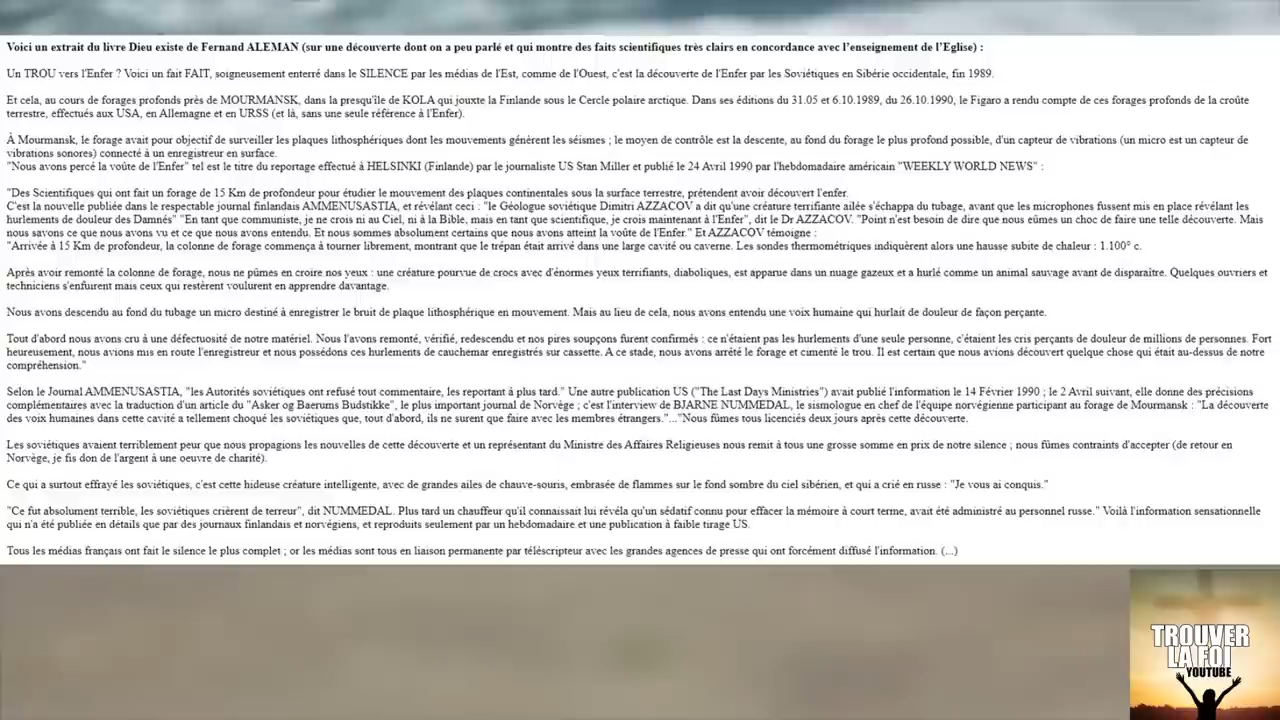 Voici un extrait du livre Dieu existe de Fernand ALEMAN (sur une découverte dont on a peu parlé et qui montre des faits scientifiques très clairs en concordance avec l'enseignement de l'Eglise) :
Un TROU vers l'Enfer ? Voici un fait FAIT, soigneusement enterré dans le SILENCE par les médias de l'Est, comme de l'Ouest, c'est la découverte de l'Enfer par les Soviétiques en Sibérie occidentale, fin 1989.
Et cela, au cours de forages profonds près de MOURMANSK, dans la presqu'île de KOLA qui jouxte la Finlande sous le Cercle polaire arctique. Dans ses éditions du 31.05 et 6.10.1989, du 26.10.1990, le Figaro a rendu compte de ces forages profonds de la croûte
terrestre, effectués aux USA, en Allemagne et en URSS (et là, sans une seule référence à l'Enfer).
À Mourmansk, le forage avait pour objectif de surveiller les plaques lithosphériques dont les mouvements génèrent les séismes ; le moyen de contrôle est la descente, au fond du forage le plus profond possible, d'un capteur de vibrations (un micro est un capteur de
vibrations sonores) connecté à un enregistreur en surface.
"Nous avons percé la voûte de l'Enfer" tel est le titre du reportage effectué à HELSINKI (Finlande) par le journaliste US Stan Miller et publié le 24 Avril 1990 par l'hebdomadaire américain "WEEKLY WORLD NEWS" :
"Des Scientifiques qui ont fait un forage de 15 Km de profondeur pour étudier le mouvement des plaques continentales sous la surface terrestre, prétendent avoir découvert l'enfer.
C'est la nouvelle publiée dans le respectable journal finlandais AMMENUSASTIA, et révélant ceci : "le Géologue soviétique Dimitri AZZACOV a dit qu'une créature terrifiante ailée s'échappa du tubage, avant que les microphones fussent mis en place révélant les
hurlements de douleur des Damnés" "En tant que communiste, je ne crois ni au Ciel, ni à la Bible, mais en tant que scientifique, je crois maintenant à l'Enfer", dit le Dr AZZACOV. "Point n'est besoin de dire que nous eûmes un choc de faire une telle découverte. Mais
nous savons ce que nous avons vu et ce que nous avons entendu. Et nous sommes absolument certains que nous avons atteint la voûte de l'Enfer." Et AZZACOV témoigne :
"Arrivée à 15 Km de profondeur, la colonne de forage commença à tourner librement, montrant que le trépan était arrivé dans une large cavité ou caverne. Les sondes thermométriques indiquèrent alors une hausse subite de chaleur : 1.100° c.
Après avoir remonté la colonne de forage, nous ne pûmes en croire nos yeux : une créature pourvue de crocs avec d'énormes yeux terrifiants, diaboliques, est apparue dans un nuage gazeux et a hurlé comme un animal sauvage avant de disparaître. Quelques ouvriers et
techniciens s'enfuirent mais ceux qui restèrent voulurent en apprendre davantage.
Nous avons descendu au fond du tubage un micro destiné à enregistrer le bruit de plaque lithosphérique en mouvement. Mais au lieu de cela, nous avons entendu une voix humaine qui hurlait de douleur de façon perçante.
Tout d'abord nous avons cru à une défectuosité de notre matériel. Nous l'avons remonté, vérifié, redescendu et nos pires soupçons furent confirmés : ce n'étaient pas les hurlements d'une seule personne, c'étaient les cris perçants de douleur de millions de personnes. Fort
heureusement, nous avions mis en route l'enregistreur et nous possédons ces hurlements de cauchemar enregistrés sur cassette. A ce stade, nous avons arrêté le forage et cimenté le trou. Il est certain que nous avions découvert quelque chose qui était au-dessus de notre
compréhension."
Selon le Journal AMMENUSASTIA, "les Autorités soviétiques ont refusé tout commentaire, les reportant à plus tard." Une autre publication US ("The Last Days Ministries") avait publié l'information le 14 Février 1990 ; le 2 Avril suivant, elle donne des précisions
complémentaires avec la traduction d'un article du "Asker og Baerums Budstikke", le plus important journal de Norvège ; c'est l'interview de BJARNE NUMMEDAL, le sismologue en chef de l'équipe norvégienne participant au forage de Mourmansk : "La découverte
des voix humaines dans cette cavité a tellement choqué les soviétiques que, tout d'abord, ils ne surent que faire avec les membres étrangers."..."Nous fûmes tous licenciés deux jours après cette découverte.
Les soviétiques avaient terriblement peur que nous propagions les nouvelles de cette découverte et un représentant du Ministre des Affaires Religieuses nous remit à tous une grosse somme en prix de notre silence ; nous fûmes contraints d'accepter (de retour en
Norvège, je fis don de l'argent à une oeuvre de charité).
Ce qui a surtout effrayé les soviétiques, c'est cette hideuse créature intelligente, avec de grandes ailes de chauve-souris, embrasée de flammes sur le fond sombre du ciel sibérien, et qui a crié en russe : "Je vous ai conquis."
"Ce fut absolument terrible, les soviétiques crièrent de terreur", dit NUMMEDAL. Plus tard un chauffeur qu'il connaissait lui révéla qu'un sédatif connu pour effacer la mémoire à court terme, avait été administré au personnel russe." Voilà l'information sensationnelle
qui n'a été publiée en détails que par des journaux finlandais et norvégiens, et reproduits seulement par un hebdomadaire et une publication à faible tirage US.
Tous les médias français ont fait le silence le plus complet ; or les médias sont tous en liaison permanente par téléscripteur avec les grandes agences de presse qui ont forcément diffusé l'information. (...)
TROUVER
LA FOI
YOUTUBE